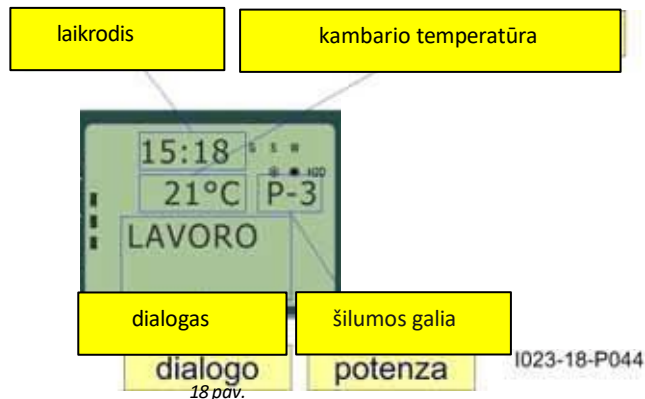 laikrodis
kambario temperatūra
15:18
21°C P-3
LAVORO
dialogas
šilumos galia
dialogo
potenza
I023-18-P044
18 pav.